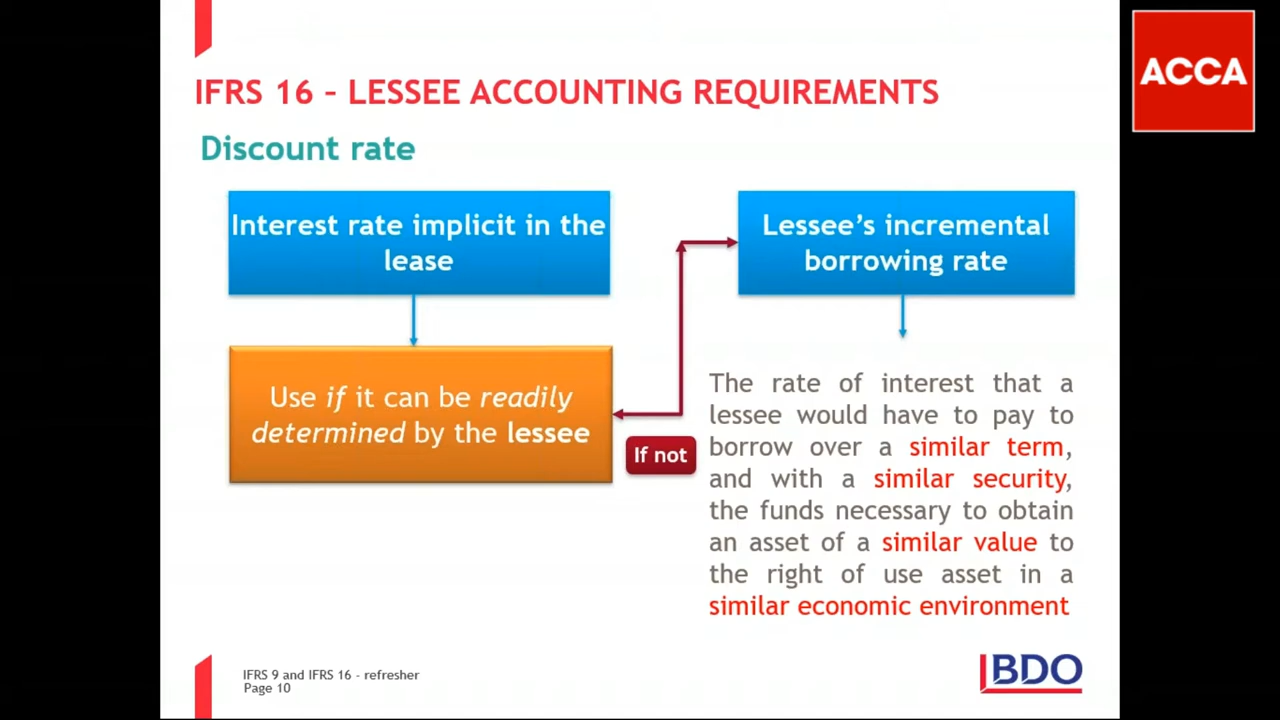 ACCA
IFRS 16 – LESSEE ACCOUNTING REQUIREMENTS
Discount rate
Interest rate implicit in the
lease
Use if it can be readily
determined by the lessee
If not
Lessee's incremental
borrowing rate
The rate of interest that a
lessee would have to pay to
borrow over a similar term,
and with a similar security,
the funds necessary to obtain
an asset of a similar value to
the right of use asset in a
similar economic environment
IFRS 9 and IFRS 16 - refresher
Page 10
BDO